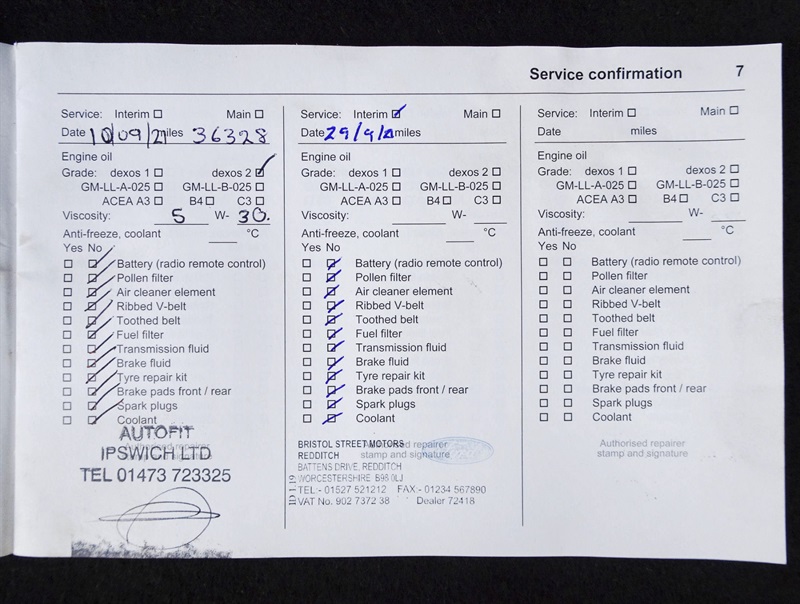 Service confirmation 7
Service: Interim Main
Date 10/09/21 miles 36328
Engine oil
Grade: dexos 1 dexos 2
GM-LL-A-025 GM-LL-B-025
ACEA A3 B4 C3
Viscosity: 5 W- 30.
Anti-freeze, coolant °C
Yes No
Battery (radio remote control)
Pollen filter
Air cleaner element
Ribbed V-belt
Toothed belt
Fuel filter
Transmission fluid
Brake fluid
Tyre repair kit
Brake pads front / rear
Spark plugs
Coolant
Authorised repairer
AUTOFIT
IPSWICH LTD
TEL 01473 723325
Service: Interim Main
Date miles
Engine oil
Grade: dexos 1 dexos 2
GM-LL-A-025 GM-LL-B-025
ACEA A3 B4 C3
Viscosity: W-
Anti-freeze, coolant °C
Yes No
Battery (radio remote control)
Pollen filter
Air cleaner element
Ribbed V-belt
Toothed belt
Fuel filter
Transmission fluid
Brake fluid
Tyre repair kit
Brake pads front / rear
Spark plugs
Coolant
Authorised repairer
stamp and signature
BRISTOL STREET MOTORS
REDDITCH
BATTENS DRIVE, REDDITCH
WORCESTERSHIRE B98 0LJ
TEL:- 01527 521212 FAX:- 01234 567890
VAT No. 902 7372 38 Dealer 72418
Service: Interim Main
Date miles
Engine oil
Grade: dexos 1 dexos 2
GM-LL-A-025 GM-LL-B-025
ACEA A3 B4 C3
Viscosity: W-
Anti-freeze, coolant °C
Yes No
Battery (radio remote control)
Pollen filter
Air cleaner element
Ribbed V-belt
Toothed belt
Fuel filter
Transmission fluid
Brake fluid
Tyre repair kit
Brake pads front / rear
Spark plugs
Coolant
Authorised repairer
stamp and signature